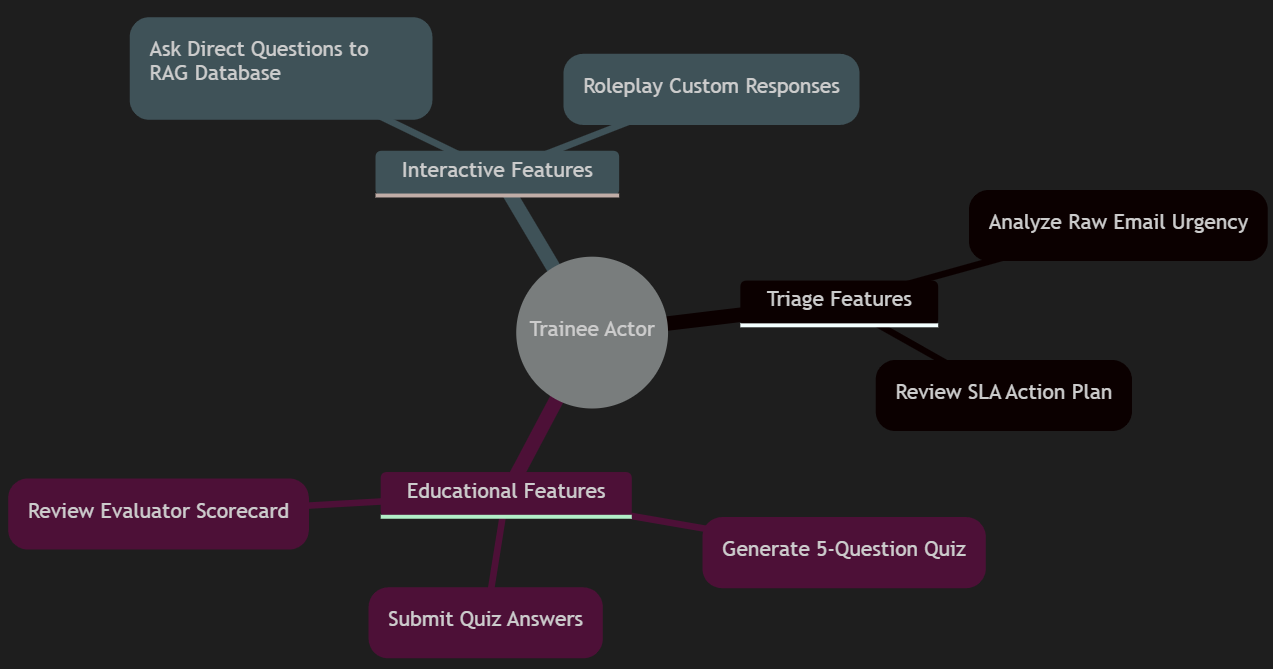 Ask Direct Questions to
RAG Database
Roleplay Custom Responses
Interactive Features
Analyze Raw Email Urgency
Triage Features
Trainee Actor
Review SLA Action Plan
Educational Features
Review Evaluator Scorecard
Generate 5-Question Quiz
Submit Quiz Answers